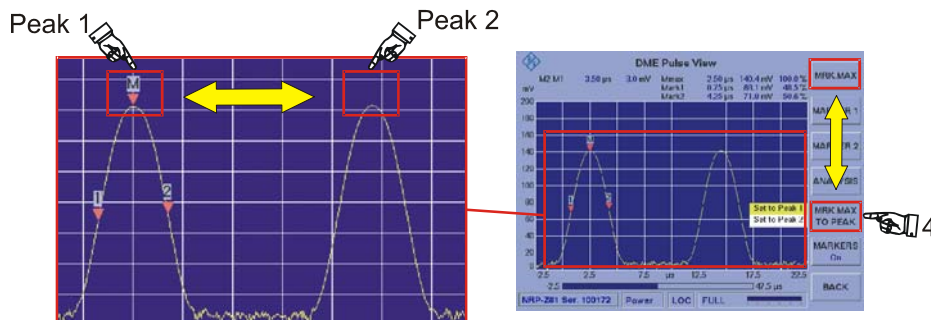 Peak 1
Peak 2
M
1
2
DME Pulse View
M2 M1 3.50 µs 3.0 mV Mmax 2.50 µs 140.4 mV 100.0 %
mV Mark1 0.75 µs 68.1 mV 48.5 %
Mark2 4.25 µs 71.0 mV 50.6 %
MRK.MAX
MARKER 1
MARKER 2
ANALYSIS
MRK.MAX
TO PEAK
MARKERS
On
BACK
200
180
160
140
120
100
80
60
40
20
Set to Peak 1
Set to Peak 2
-2.5 2.5 7.5 µs 12.5 17.5 22.5
-2.5 47.5 µs
NRP-Z81 Ser. 100172 Power LOC FULL
4